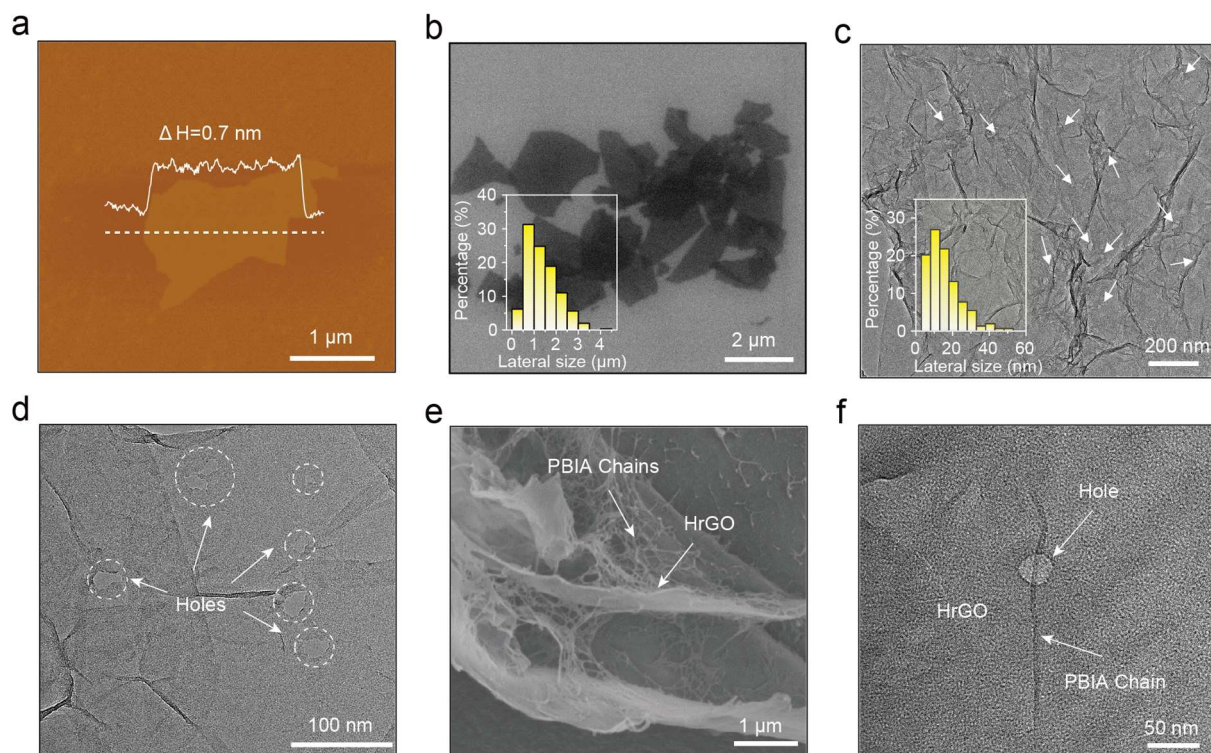 a
Δ H=0.7 nm
1 µm
b
Percentage (%)
40
30
20
10
0
0 1 2 3 4
Lateral size (µm)
2 µm
c
Percentage (%)
30
20
10
0
0 20 40 60
Lateral size (nm)
200 nm
d
Holes
100 nm
e
PBIA Chains
HrGO
1 µm
f
Hole
HrGO
PBIA Chain
50 nm